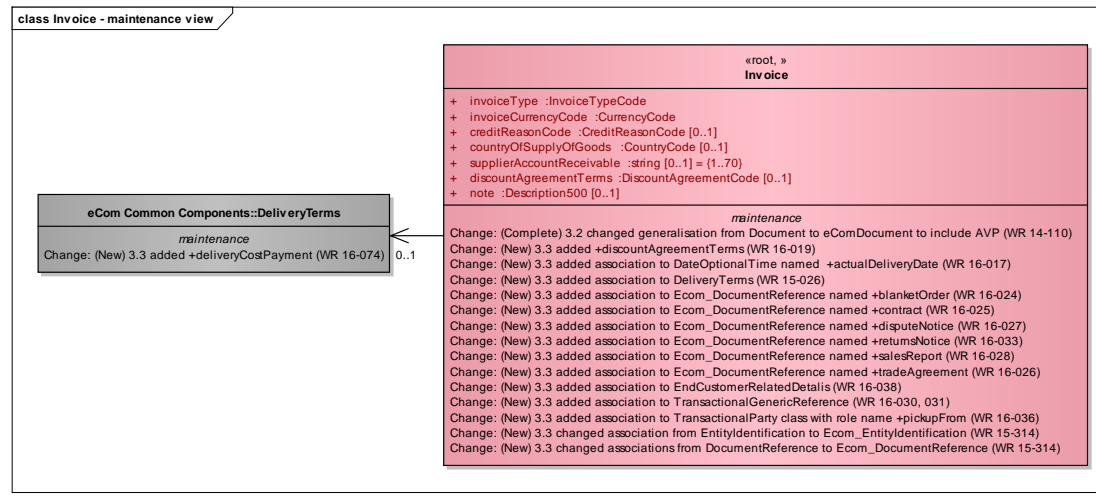 class Invoice - maintenance view
«root, »
Invoice
+ invoiceType :InvoiceTypeCode
+ invoiceCurrencyCode :CurrencyCode
+ creditReasonCode :CreditReasonCode [0..1]
+ countryOfSupplyOfGoods :CountryCode [0..1]
+ supplierAccountReceivable :string [0..1] = {1..70}
+ discountAgreementTerms :DiscountAgreementCode [0..1]
+ note :Description500 [0..1]
maintenance
Change: (Complete) 3.2 changed generalisation from Document to eComDocument to include AVP (WR 14-110)
Change: (New) 3.3 added +discountAgreementTerms (WR 16-019)
Change: (New) 3.3 added association to DateOptionalTime named +actualDeliveryDate (WR 16-017)
Change: (New) 3.3 added association to DeliveryTerms (WR 15-026)
Change: (New) 3.3 added association to Ecom_DocumentReference named +blanketOrder (WR 16-024)
Change: (New) 3.3 added association to Ecom_DocumentReference named +contract (WR 16-025)
Change: (New) 3.3 added association to Ecom_DocumentReference named +disputeNotice (WR 16-027)
Change: (New) 3.3 added association to Ecom_DocumentReference named +returnsNotice (WR 16-033)
Change: (New) 3.3 added association to Ecom_DocumentReference named +salesReport (WR 16-028)
Change: (New) 3.3 added association to Ecom_DocumentReference named +tradeAgreement (WR 16-026)
Change: (New) 3.3 added association to EndCustomerRelatedDetalis (WR 16-038)
Change: (New) 3.3 added association to TransactionalGenericReference (WR 16-030, 031)
Change: (New) 3.3 added association to TransactionalParty class with role name +pickupFrom (WR 16-036)
Change: (New) 3.3 changed association from EntityIdentification to Ecom_EntityIdentification (WR 15-314)
Change: (New) 3.3 changed associations from DocumentReference to Ecom_DocumentReference (WR 15-314)
eCom Common Components::DeliveryTerms
maintenance
Change: (New) 3.3 added +deliveryCostPayment (WR 16-074)
0..1